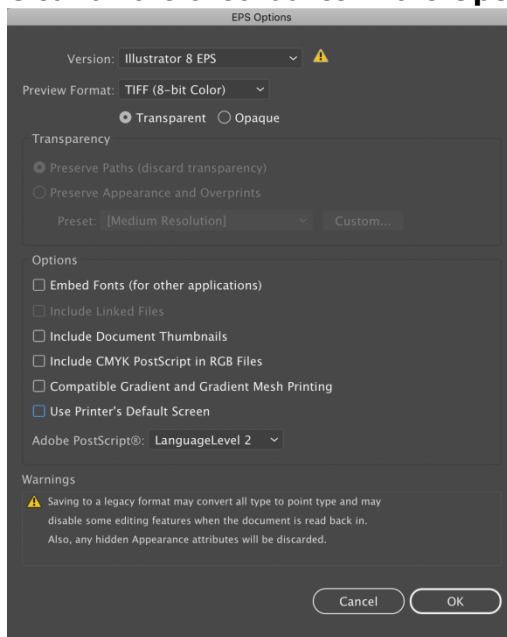 EPS Options
Version: Illustrator 8 EPS
Preview Format: TIFF (8-bit Color)
Transparent Opaque
Transparency
Preserve Paths (discard transparency)
Preserve Appearance and Overprints
Preset: [Medium Resolution] Custom...
Options
Embed Fonts (for other applications)
Include Linked Files
Include Document Thumbnails
Include CMYK PostScript in RGB Files
Compatible Gradient and Gradient Mesh Printing
Use Printer's Default Screen
Adobe PostScript®: LanguageLevel 2
Warnings
Saving to a legacy format may convert all type to point type and may
disable some editing features when the document is read back in.
Also, any hidden Appearance attributes will be discarded.
Cancel OK